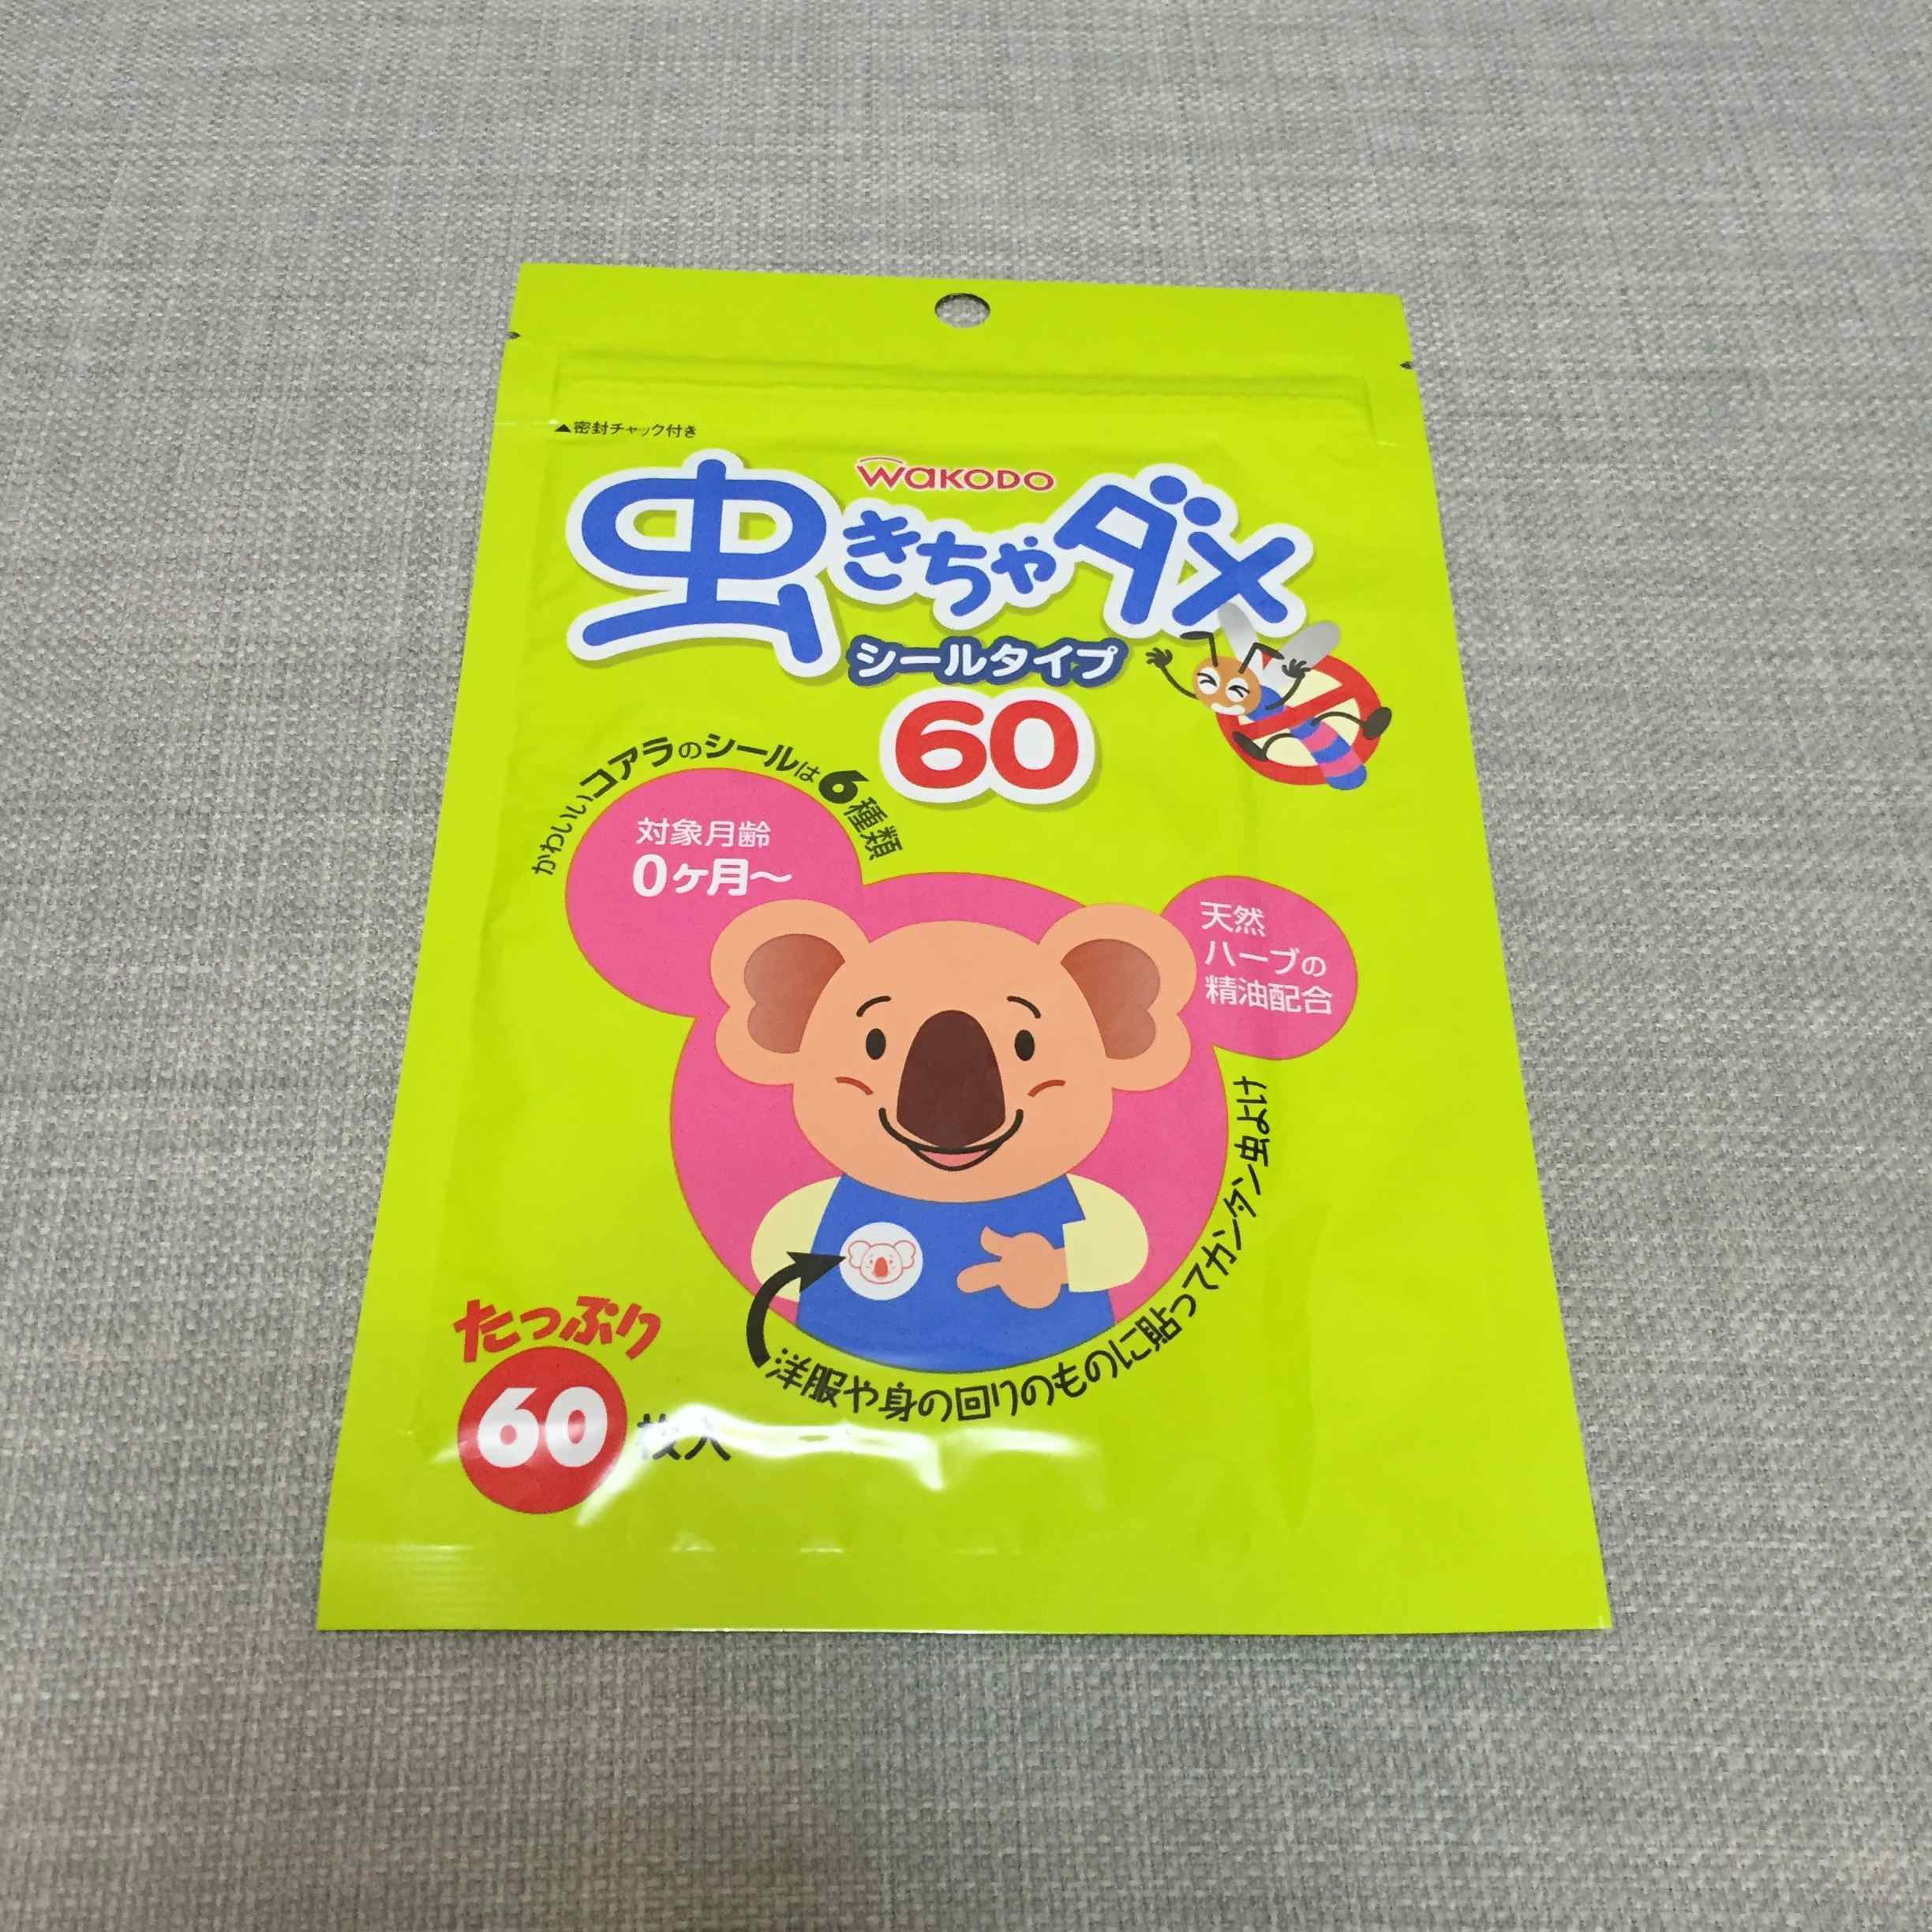 ▲密封チャック付き
WAKODO
虫きちゃダメ
シールタイプ
60
かわいいコアラのシールは6種類
対象月齢
0ヶ月〜
天然
ハーブの
精油配合
洋服や身の回りのものに貼ってカンタン虫よけ
たっぷり
60枚入